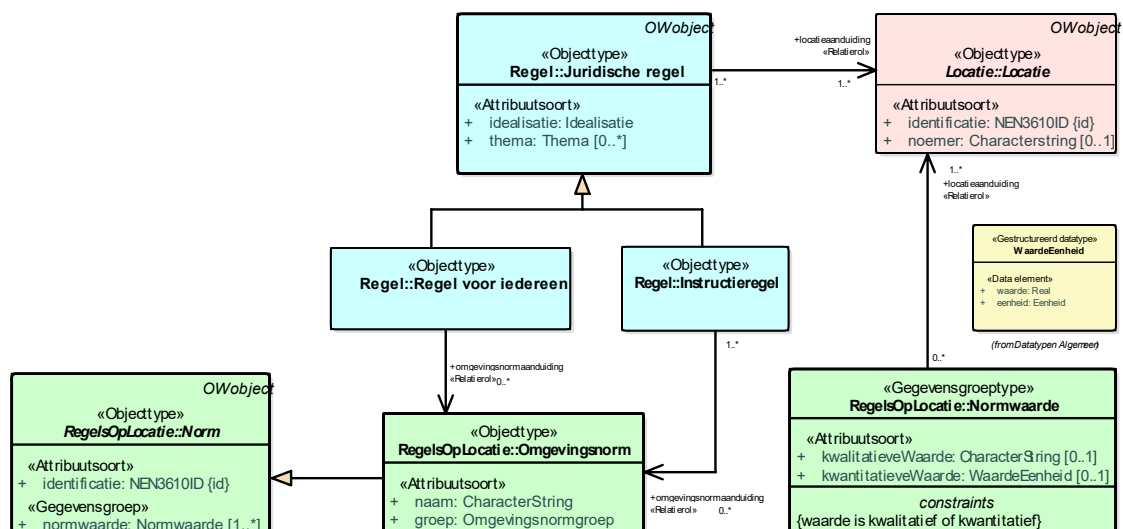 OWobject
«Objecttype»
Regel::Juridische regel
«Attribuutsoort»
+ idealisatie: Idealisatie
+ thema: Thema [0..*]
+locatieaanduiding
«Relatierol»
1..*
1..*
OWobject
«Objecttype»
Locatie::Locatie
«Attribuutsoort»
+ identificatie: NEN3610ID {id}
+ noemer: Characterstring [0..1]
1..*
+locatieaanduiding
«Relatierol»
«Objecttype»
Regel::Regel voor iedereen
«Objecttype»
Regel::Instructieregel
«Gestructureerd datatype»
WaardeEenheid
«Data element»
+ waarde: Real
+ eenheid: Eenheid
(from Datatypen Algemeen)
1..*
0..*
+omgevingsnormaanduiding
«Relatierol»
0..*
OWobject
«Objecttype»
RegelsOpLocatie::Norm
«Attribuutsoort»
+ identificatie: NEN3610ID {id}
«Gegevensgroep»
+ normwaarde: Normwaarde [1..*]
«Objecttype»
RegelsOpLocatie::Omgevingsnorm
«Attribuutsoort»
+ naam: CharacterString
+ groep: Omgevingsnormgroep
+omgevingsnormaanduiding
«Relatierol»
0..*
«Gegevensgroeptype»
RegelsOpLocatie::Normwaarde
«Attribuutsoort»
+ kwalitatieveWaarde: CharacterString [0..1]
+ kwantitatieveWaarde: WaardeEenheid [0..1]
constraints
{waarde is kwalitatief of kwantitatief}